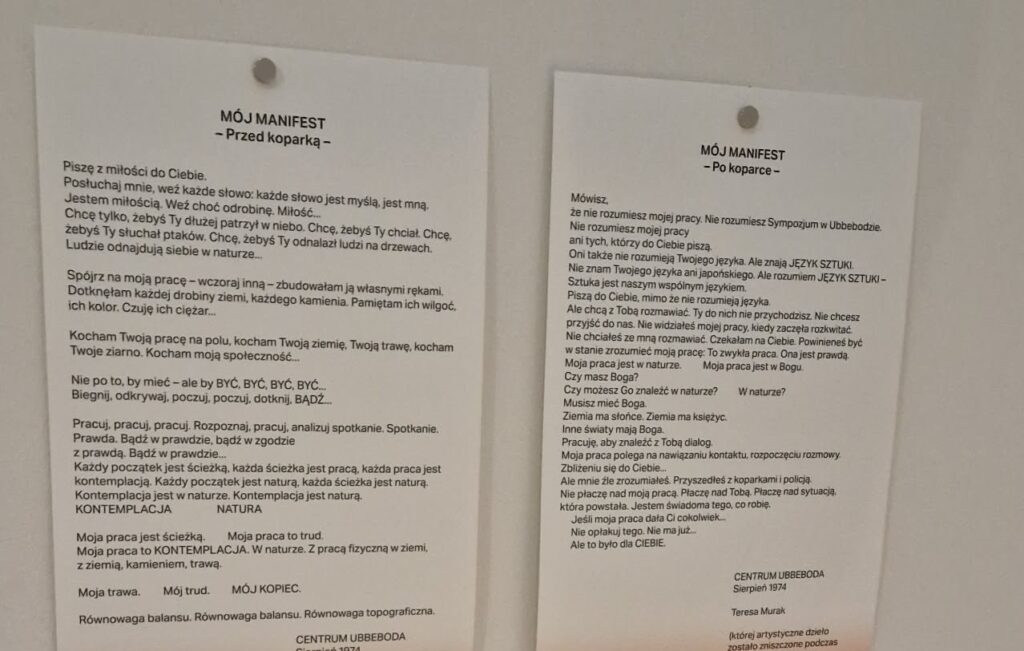 MÓJ MANIFEST
– Przed koparką –
Piszę z miłości do Ciebie.
Posłuchaj mnie, weź każde słowo: każde słowo jest myślą, jest mną.
Jestem miłością. Weź choć odrobinę. Miłość...
Chcę tylko, żebyś Ty dłużej patrzył w niebo. Chcę, żebyś Ty chciał. Chcę,
żebyś Ty słuchał ptaków. Chcę, żebyś Ty odnalazł ludzi na drzewach.
Ludzie odnajdują siebie w naturze...
Spójrz na moją pracę – wczoraj inną – zbudowałam ją własnymi rękami.
Dotknęłam każdej drobiny ziemi, każdego kamienia. Pamiętam ich wilgoć,
ich kolor. Czuję ich ciężar...
Kocham Twoją pracę na polu, kocham Twoją ziemię, Twoją trawę, kocham
Twoje ziarno. Kocham moją społeczność...
Nie po to, by mieć – ale by BYĆ, BYĆ, BYĆ, BYĆ...
Biegnij, odkrywaj, poczuj, poczuj, dotknij, BĄDŹ...
Pracuj, pracuj, pracuj. Rozpoznaj, pracuj, analizuj spotkanie. Spotkanie.
Prawda. Bądź w prawdzie, bądź w zgodzie
z prawdą. Bądź w prawdzie...
Każdy początek jest ścieżką, każda ścieżka jest pracą, każda praca jest
kontemplacją. Każdy początek jest naturą, każda ścieżka jest naturą.
Kontemplacja jest w naturze. Kontemplacja jest naturą.
KONTEMPLACJA NATURA
Moja praca jest ścieżką. Moja praca to trud.
Moja praca to KONTEMPLACJA. W naturze. Z pracą fizyczną w ziemi,
z ziemią, kamieniem, trawą.
Moja trawa. Mój trud. MÓJ KOPIEC.
Równowaga balansu. Równowaga balansu. Równowaga topograficzna.
CENTRUM UBBEBODA
Sierpień 1974
MÓJ MANIFEST
– Po koparce –
Mówisz,
że nie rozumiesz mojej pracy. Nie rozumiesz Sympozjum w Ubbebodzie.
Nie rozumiesz mojej pracy
ani tych, którzy do Ciebie piszą.
Oni także nie rozumieją Twojego języka. Ale znają JĘZYK SZTUKI.
Nie znam Twojego języka ani japońskiego. Ale rozumiem JĘZYK SZTUKI –
Sztuka jest naszym wspólnym językiem.
Piszą do Ciebie, mimo że nie rozumieją języka.
Ale chcą z Tobą rozmawiać. Ty do nich nie przychodzisz. Nie chcesz
przyjść do nas. Nie widziałeś mojej pracy, kiedy zaczęła rozkwitać.
Nie chciałeś ze mną rozmawiać. Czekałam na Ciebie. Powinieneś być
w stanie zrozumieć moją pracę: To zwykła praca. Ona jest prawdą.
Moja praca jest w naturze. Moja praca jest w Bogu.
Czy masz Boga?
Czy możesz Go znaleźć w naturze? W naturze?
Musisz mieć Boga.
Ziemia ma słońce. Ziemia ma księżyc.
Inne światy mają Boga.
Pracuję, aby znaleźć z Tobą dialog.
Moja praca polega na nawiązaniu kontaktu, rozpoczęciu rozmowy.
Zbliżeniu się do Ciebie...
Ale mnie źle zrozumiałeś. Przyszedłeś z koparkami i policją.
Nie płaczę nad moją pracą. Płaczę nad Tobą. Płaczę nad sytuacją,
która powstała. Jestem świadoma tego, co robię.
Jeśli moja praca dała Ci cokolwiek...
Nie opłakuj tego. Nie ma już...
Ale to było dla CIEBIE.
CENTRUM UBBEBODA
Sierpień 1974
Teresa Murak
(której artystyczne dzieło
zostało zniszczone podczas